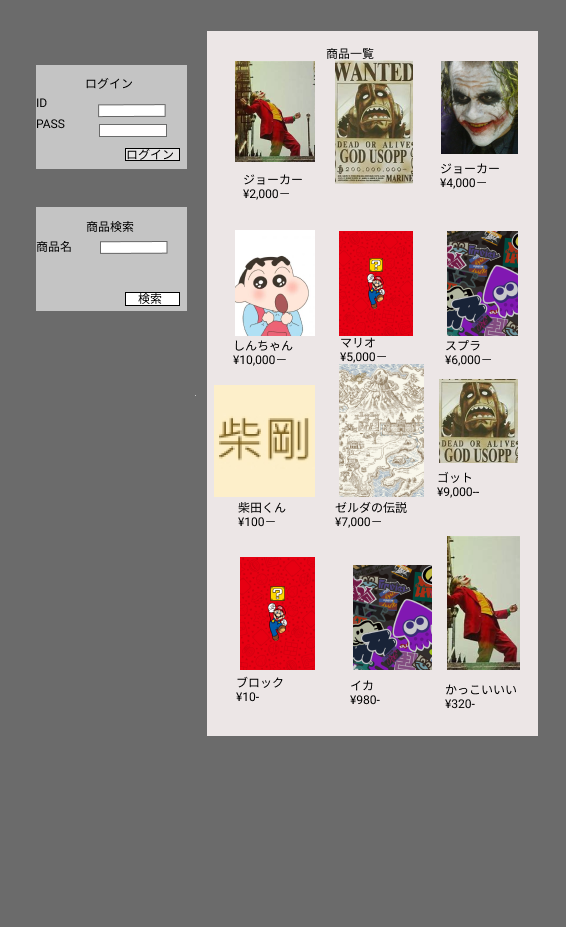 ログイン
ID
PASS
ログイン
商品検索
商品名
検索
商品一覧
WANTED
DEAD OR ALIVE
GOD USOPP
MARINE
ジョーカー
¥2,000ー
ジョーカー
¥4,000ー
?
しんちゃん
¥10,000ー
マリオ
¥5,000ー
スプラ
¥6,000ー
柴剛
DEAD OR ALIVE
GOD USOPP
柴田くん
¥100ー
ゼルダの伝説
¥7,000ー
ゴット
¥9,000-
?
ブロック
¥10-
イカ
¥980-
かっこいいい
¥320-